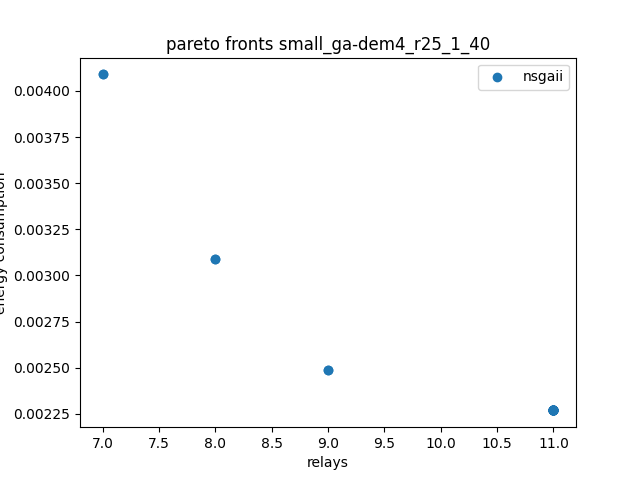 pareto fronts small_ga-dem4_r25_1_40
nsgaii
0.00400
0.00375
0.00350
0.00325
0.00300
0.00275
0.00250
0.00225
energy consumption
7.0 7.5 8.0 8.5 9.0 9.5 10.0 10.5 11.0
relays